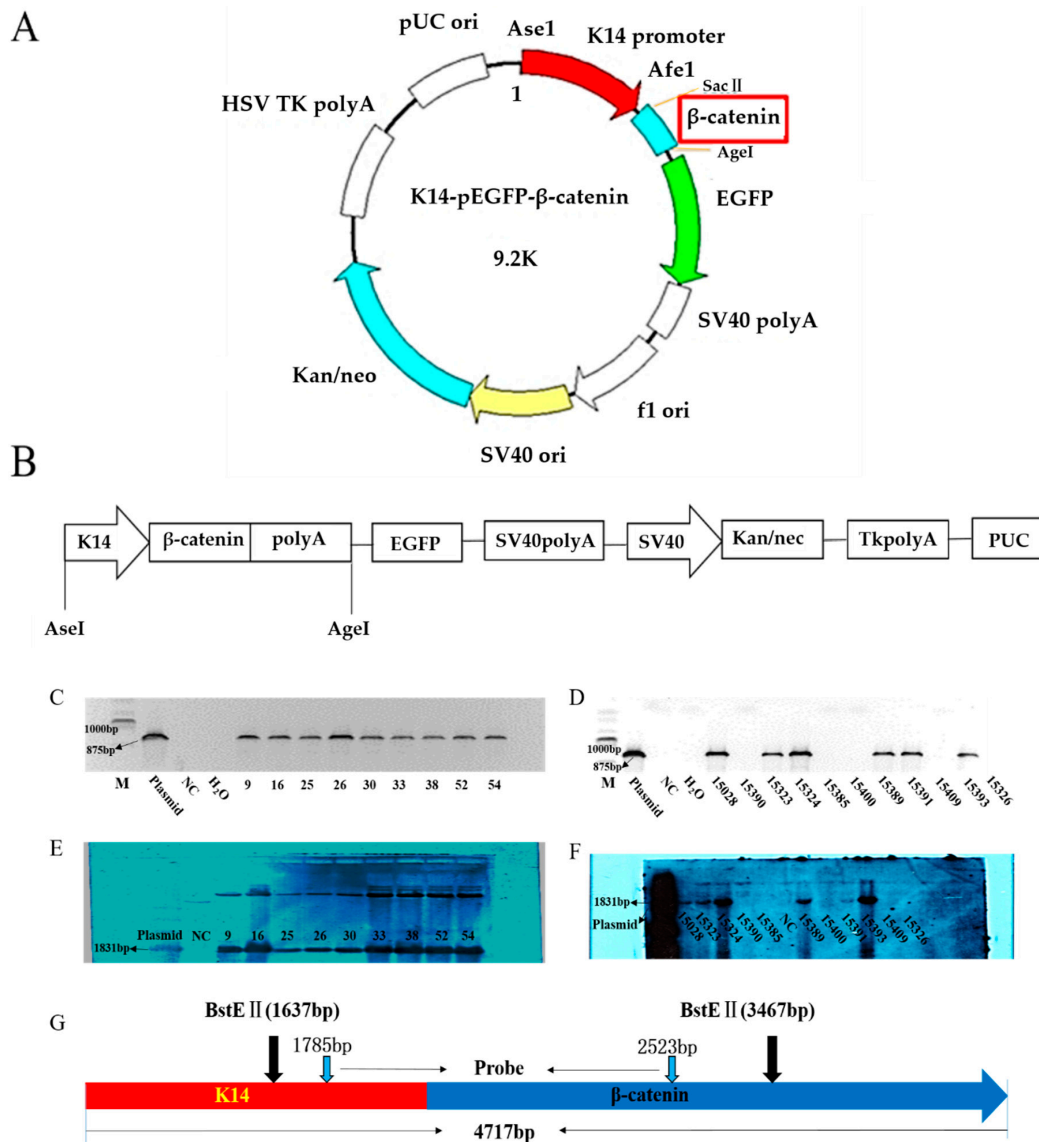 A
pUC ori
Ase1
K14 promoter
Afe1
Sac Ⅱ
HSV TK polyA
1
β-catenin
AgeI
K14-pEGFP-β-catenin
EGFP
9.2K
SV40 polyA
Kan/neo
f1 ori
SV40 ori
B
K14 β-catenin polyA EGFP SV40polyA SV40 Kan/nec TkpolyA PUC
AseI AgeI
C
1000bp
875bp
M Plasmid NC H₂O 9 16 25 26 30 33 38 52 54
D
1000bp
875bp
M Plasmid NC H₂O 15028 15390 15323 15324 15385 15400 15389 15391 15409 15393 15326
E
Plasmid NC 9 16 25 26 30 33 38 52 54
1831bp
F
1831bp
Plasmid 15028 15323 15324 15390 15385 NC 15389 15400 15391 15393 15409 15326
G
BstE Ⅱ (1637bp) BstE Ⅱ (3467bp)
1785bp Probe 2523bp
K14 β-catenin
4717bp